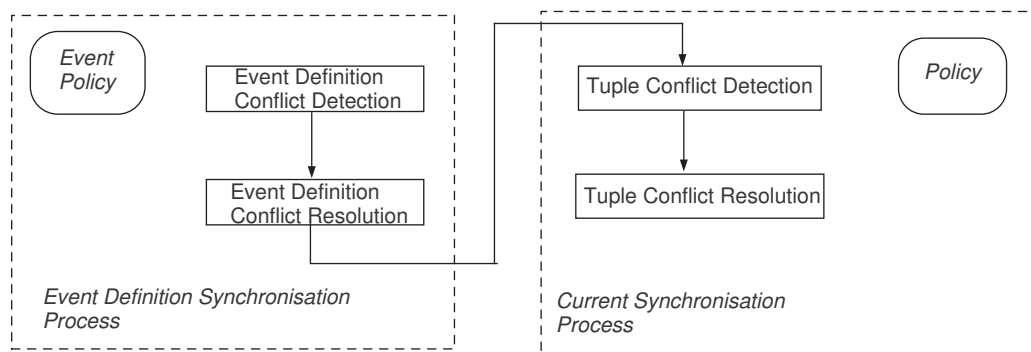 Event
Policy
Event Definition
Conflict Detection
Event Definition
Conflict Resolution
Event Definition Synchronisation
Process
Tuple Conflict Detection
Policy
Tuple Conflict Resolution
Current Synchronisation
Process